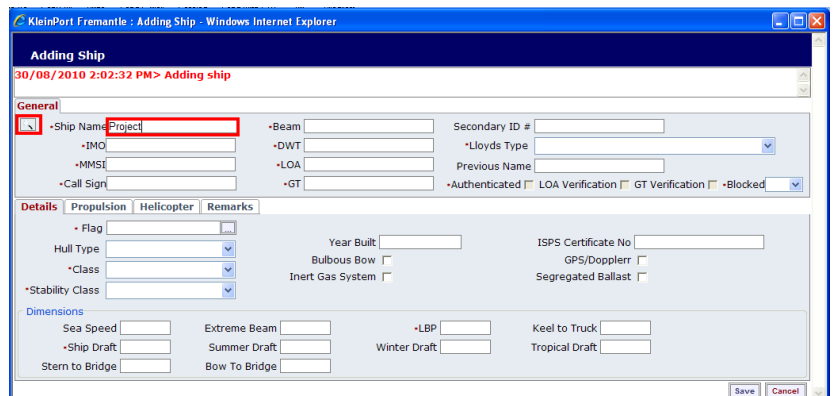 KleinPort Fremantle : Adding Ship - Windows Internet Explorer
Adding Ship
30/08/2010 2:02:32 PM> Adding ship
General
•Ship Name Project •Beam Secondary ID #
•IMO •DWT •Lloyds Type
•MMSI •LOA Previous Name
•Call Sign •GT •Authenticated LOA Verification GT Verification •Blocked
Details Propulsion Helicopter Remarks
• Flag ...
Year Built ISPS Certificate No
Hull Type
Bulbous Bow GPS/Dopplerr
•Class
Inert Gas System Segregated Ballast
•Stability Class
Dimensions
Sea Speed Extreme Beam •LBP Keel to Truck
•Ship Draft Summer Draft Winter Draft Tropical Draft
Stern to Bridge Bow To Bridge
Save Cancel